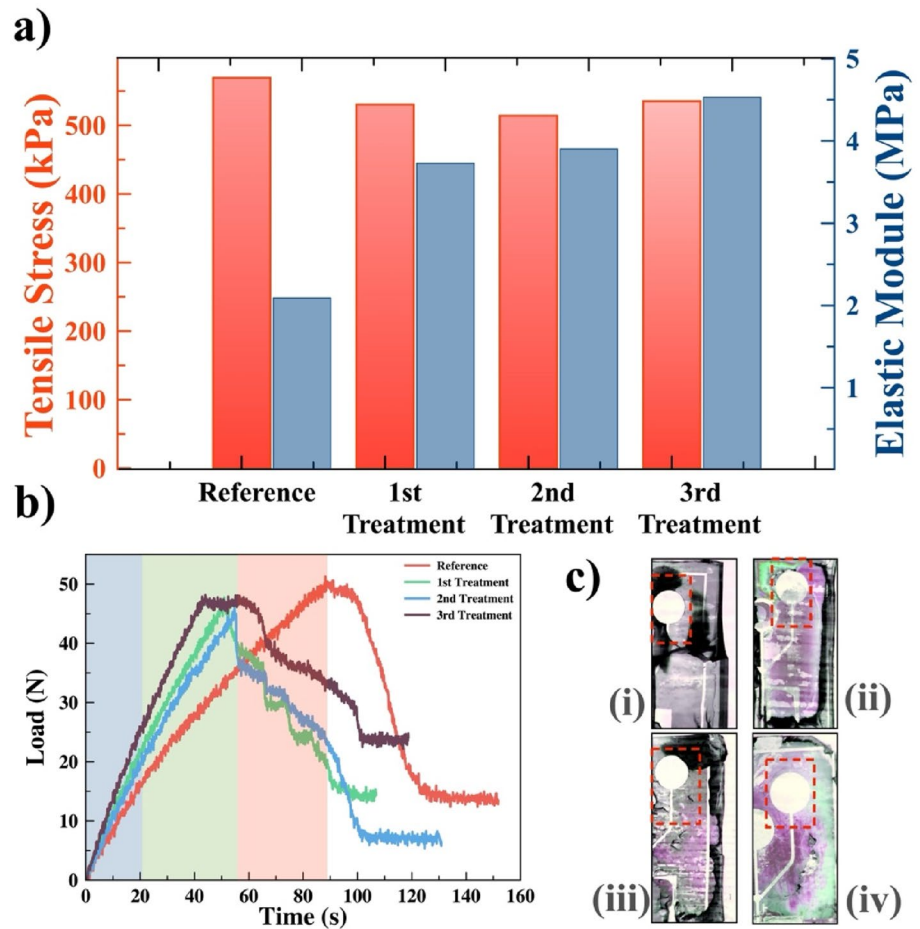 a)
Tensile Stress (kPa)
500
400
300
200
100
0
Elastic Module (MPa)
5
4
3
2
1
Reference
1st
Treatment
2nd
Treatment
3rd
Treatment
b)
Load (N)
50
40
30
20
10
0
Reference
1st Treatment
2nd Treatment
3rd Treatment
0 20 40 60 80 100 120 140 160
Time (s)
c)
(i)
(ii)
(iii)
(iv)